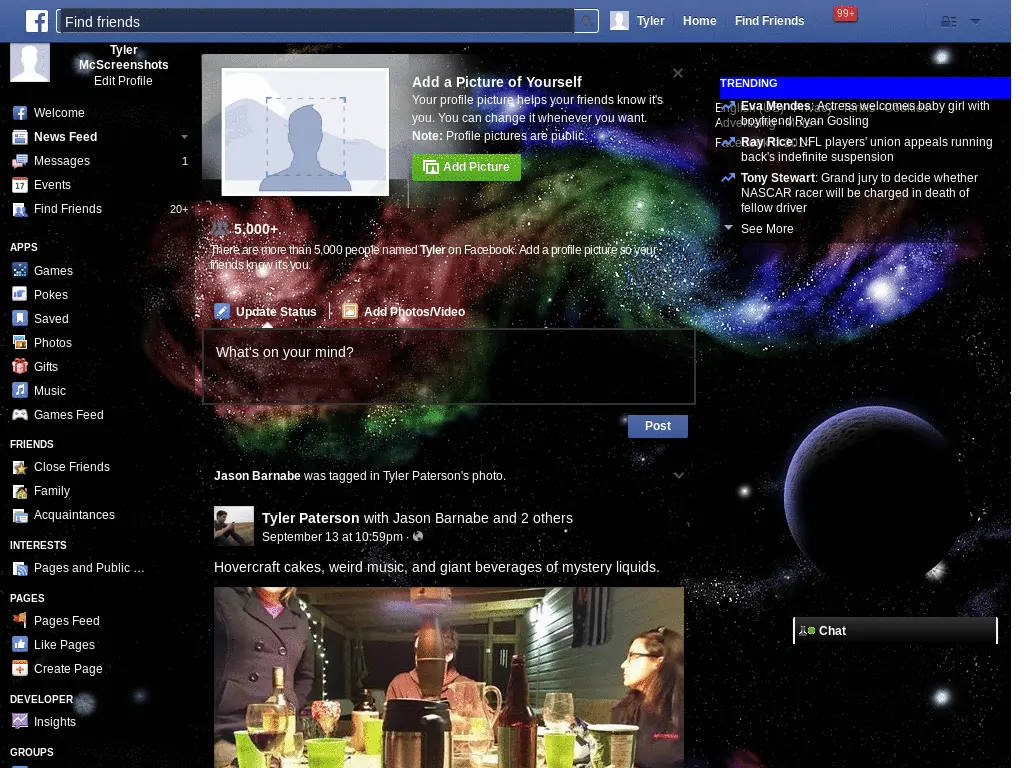 Find friends
Tyler
Home
Find Friends
99+
Tyler
McScreenshots
Edit Profile
Welcome
News Feed
Messages 1
Events
Find Friends 20+
APPS
Games
Pokes
Saved
Photos
Gifts
Music
Games Feed
FRIENDS
Close Friends
Family
Acquaintances
INTERESTS
Pages and Public ...
PAGES
Pages Feed
Like Pages
Create Page
DEVELOPER
Insights
GROUPS
Add a Picture of Yourself
Your profile picture helps your friends know it's
you. You can change it whenever you want.
Note: Profile pictures are public.
Add Picture
5,000+
There are more than 5,000 people named Tyler on Facebook. Add a profile picture so your
friends know it's you.
Update Status
Add Photos/Video
What's on your mind?
Post
Jason Barnabe was tagged in Tyler Paterson's photo.
Tyler Paterson with Jason Barnabe and 2 others
September 13 at 10:59pm ·
Hovercraft cakes, weird music, and giant beverages of mystery liquids.
TRENDING
Eva Mendes: Actress welcomes baby girl with
boyfriend Ryan Gosling
Ray Rice: NFL players' union appeals running
back's indefinite suspension
Tony Stewart: Grand jury to decide whether
NASCAR racer will be charged in death of
fellow driver
See More
Chat